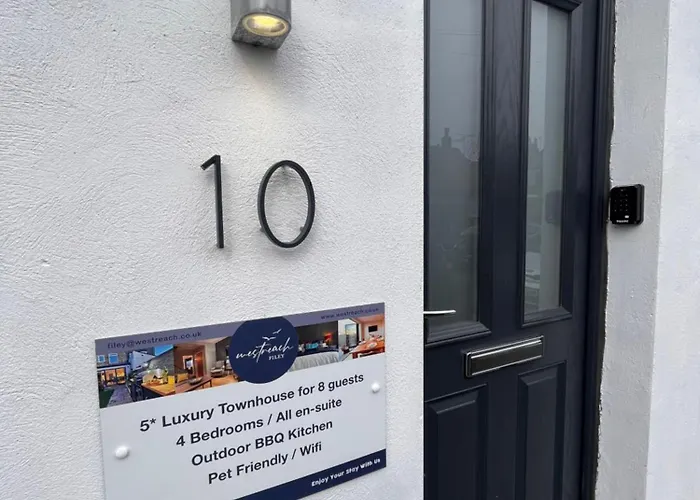 10
filey@westreach.co.uk
www.westreach.co.uk
westreach
FILEY
5* Luxury Townhouse for 8 guests
4 Bedrooms / All en-suite
Outdoor BBQ Kitchen
Pet Friendly / Wifi
Enjoy Your Stay With Us